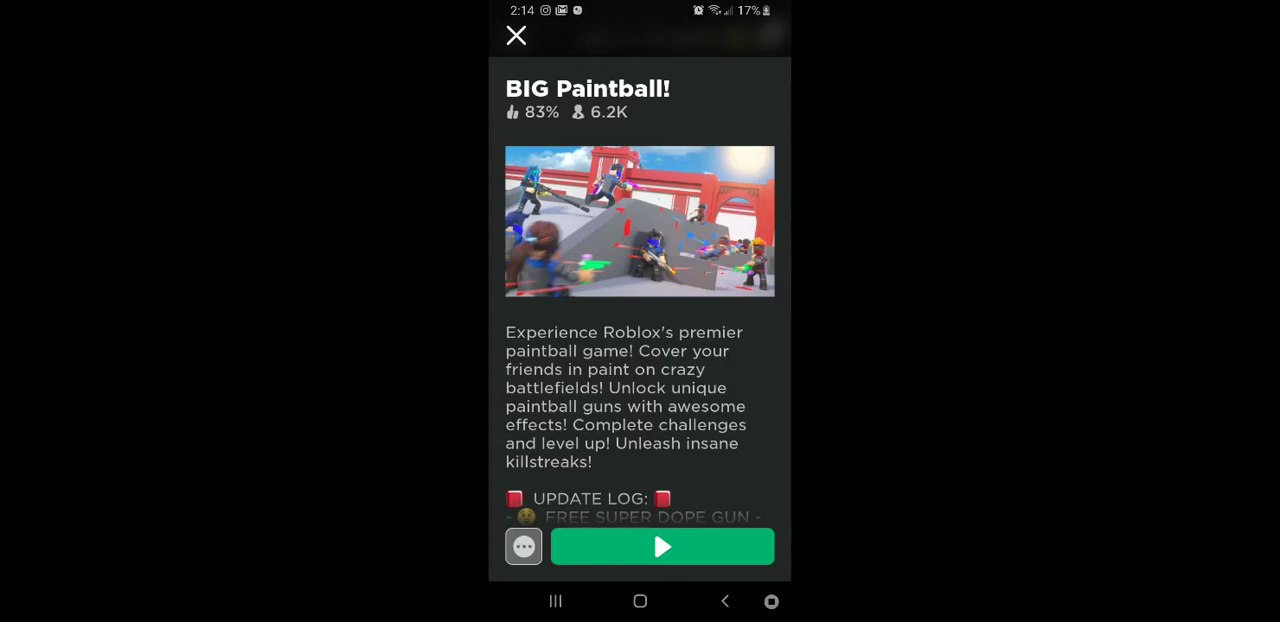 2:14 17%
BIG Paintball!
83% 6.2K
Experience Roblox's premier
paintball game! Cover your
friends in paint on crazy
battlefields! Unlock unique
paintball guns with awesome
effects! Complete challenges
and level up! Unleash insane
killstreaks!
UPDATE LOG:
- FREE SUPER DOPE GUN -